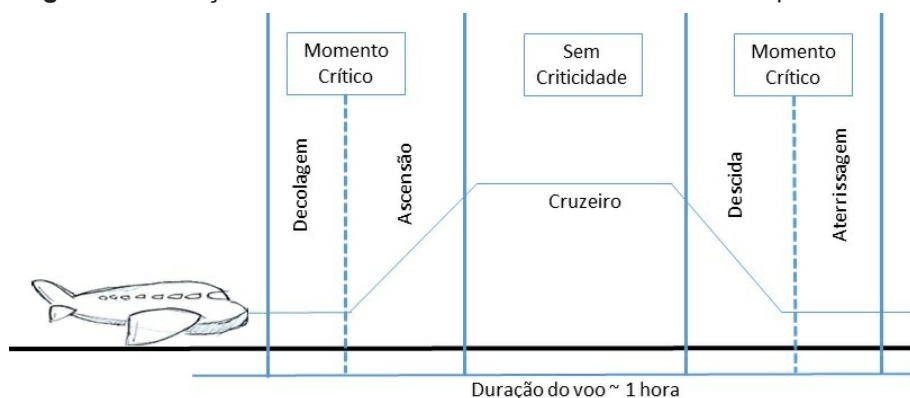 Momento
Crítico
Sem
Criticidade
Momento
Crítico
Decolagem
Ascensão
Cruzeiro
Descida
Aterrissagem
Duração do voo ~ 1 hora